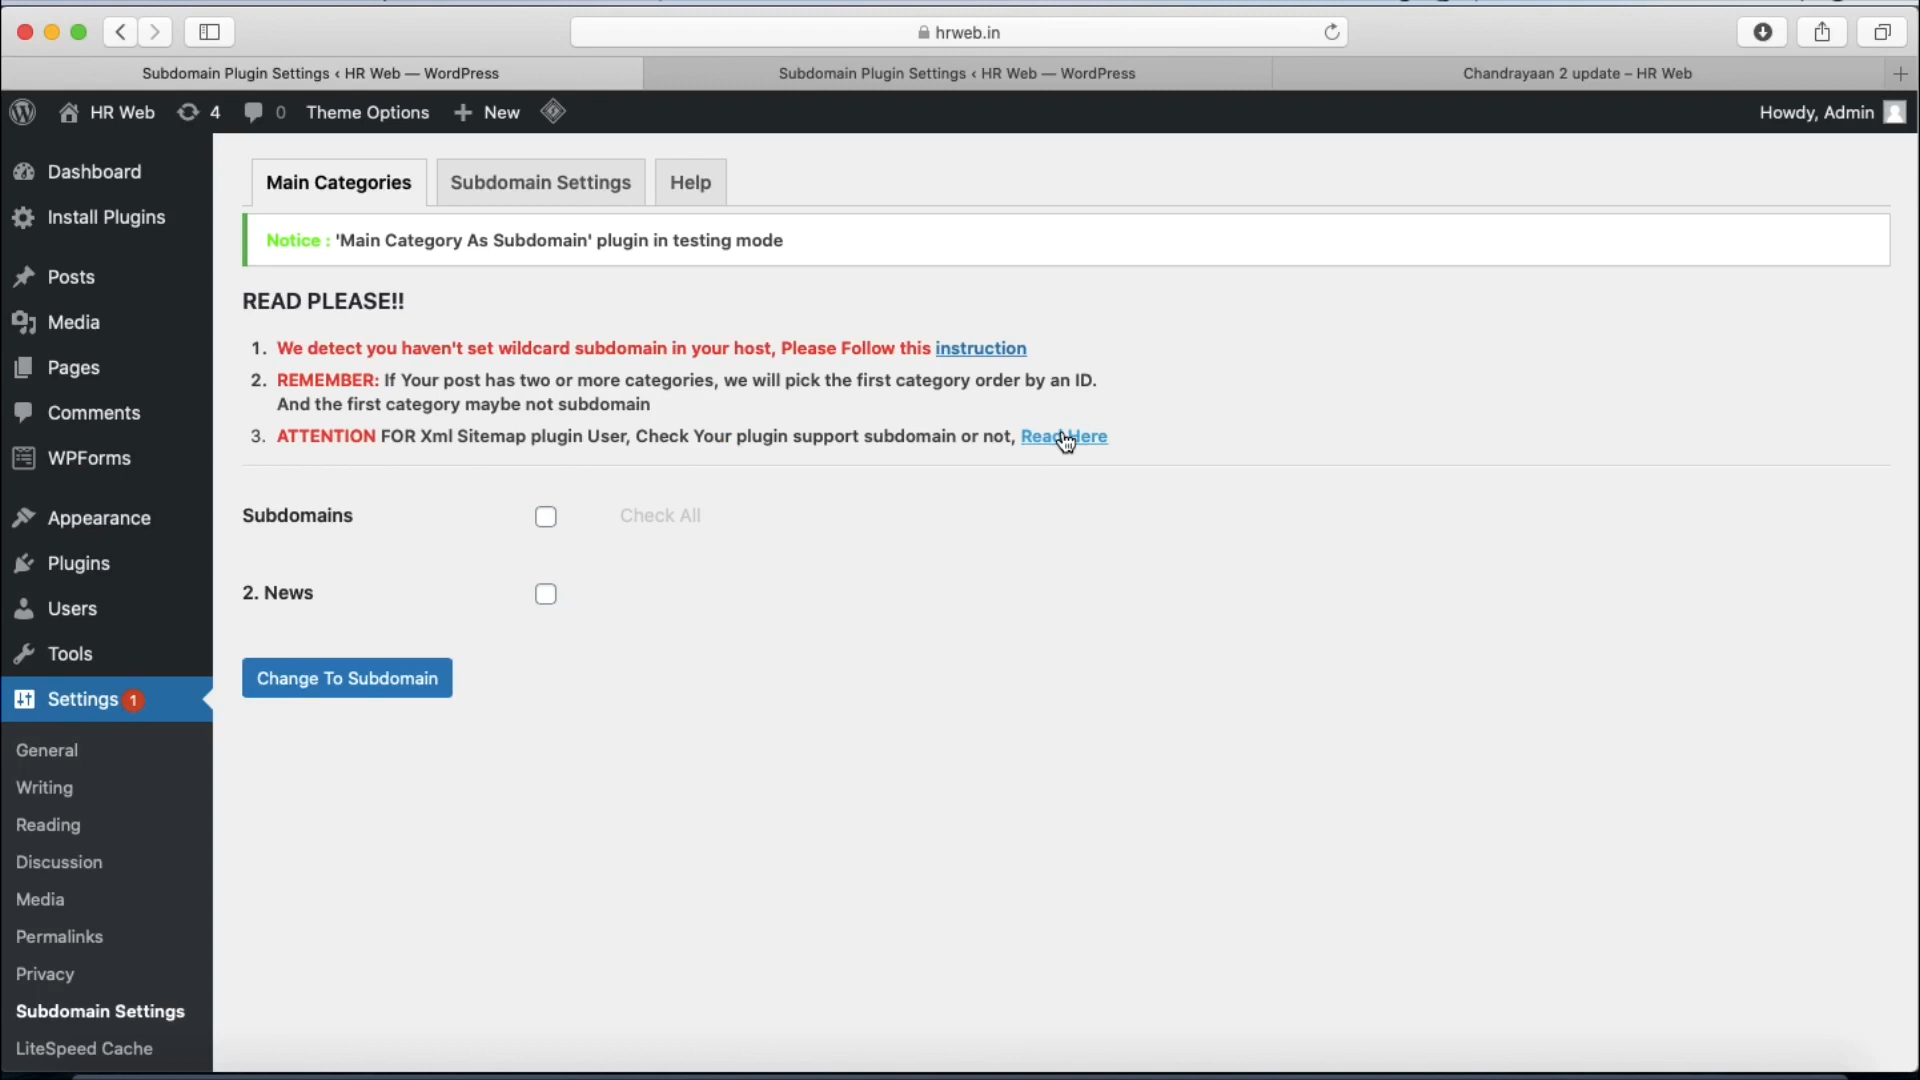 hrweb.in
Subdomain Plugin Settings ‹ HR Web — WordPress
Subdomain Plugin Settings ‹ HR Web — WordPress
Chandrayaan 2 update – HR Web
HR Web
4
0
Theme Options
New
Howdy, Admin
Dashboard
Install Plugins
Posts
Media
Pages
Comments
WPForms
Appearance
Plugins
Users
Tools
Settings 1
General
Writing
Reading
Discussion
Media
Permalinks
Privacy
Subdomain Settings
LiteSpeed Cache
Main Categories
Subdomain Settings
Help
Notice : 'Main Category As Subdomain' plugin in testing mode
READ PLEASE!!
1. We detect you haven't set wildcard subdomain in your host, Please Follow this instruction
2. REMEMBER: If Your post has two or more categories, we will pick the first category order by an ID.
And the first category maybe not subdomain
3. ATTENTION FOR Xml Sitemap plugin User, Check Your plugin support subdomain or not, Read Here
Subdomains
Check All
2. News
Change To Subdomain